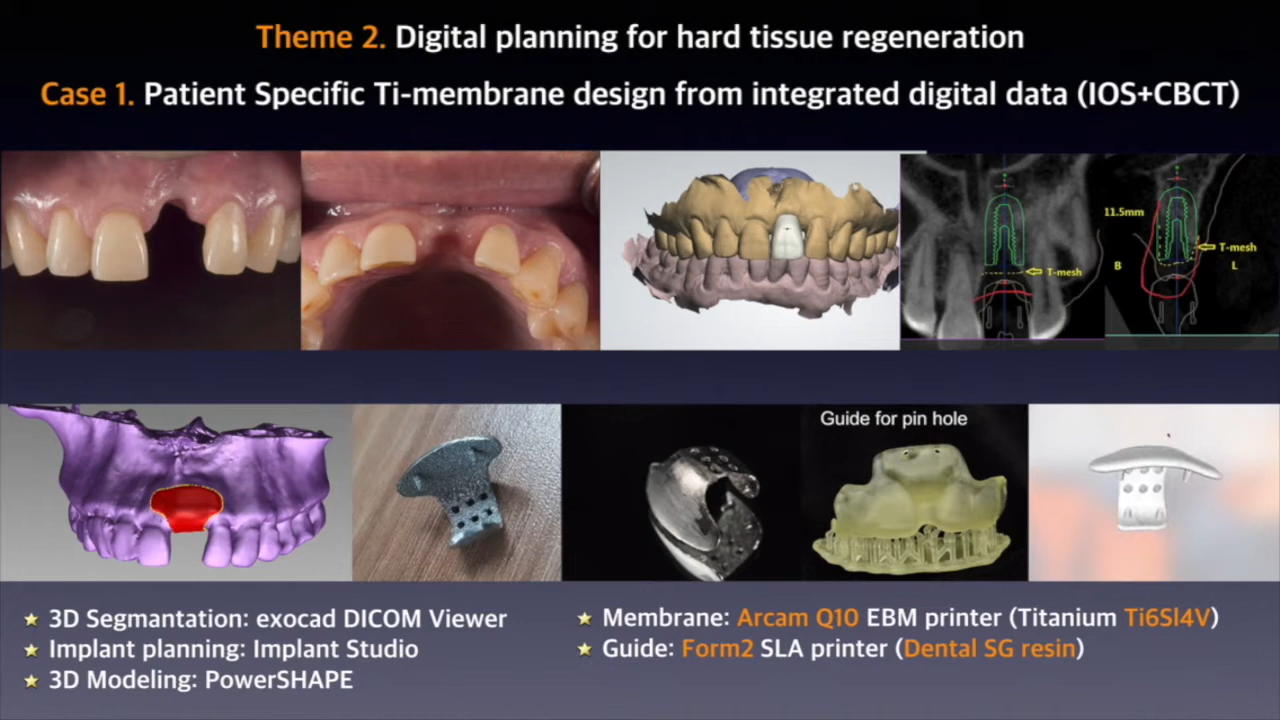 Theme 2. Digital planning for hard tissue regeneration
Case 1. Patient Specific Ti-membrane design from integrated digital data (IOS+CBCT)
11.5mm
T-mesh
B
L
T-mesh
Guide for pin hole
3D Segmantation: exocad DICOM Viewer
Implant planning: Implant Studio
3D Modeling: PowerSHAPE
Membrane: Arcam Q10 EBM printer (Titanium Ti6Sl4V)
Guide: Form2 SLA printer (Dental SG resin)